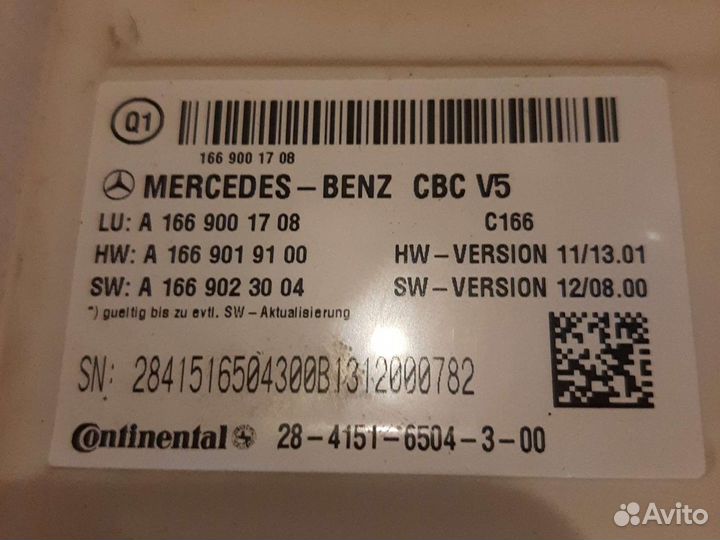 Q1
166 900 17 08
MERCEDES-BENZ CBC V5
LU: A 166 900 17 08 C166
HW: A 166 901 91 00 HW-VERSION 11/13.01
SW: A 166 902 30 04 SW-VERSION 12/08.00
*) gueltig bis zu evtl. SW-Aktualisierung
SN: 2841516504300B1312000782
Continental 28-4151-6504-3-00
Avito